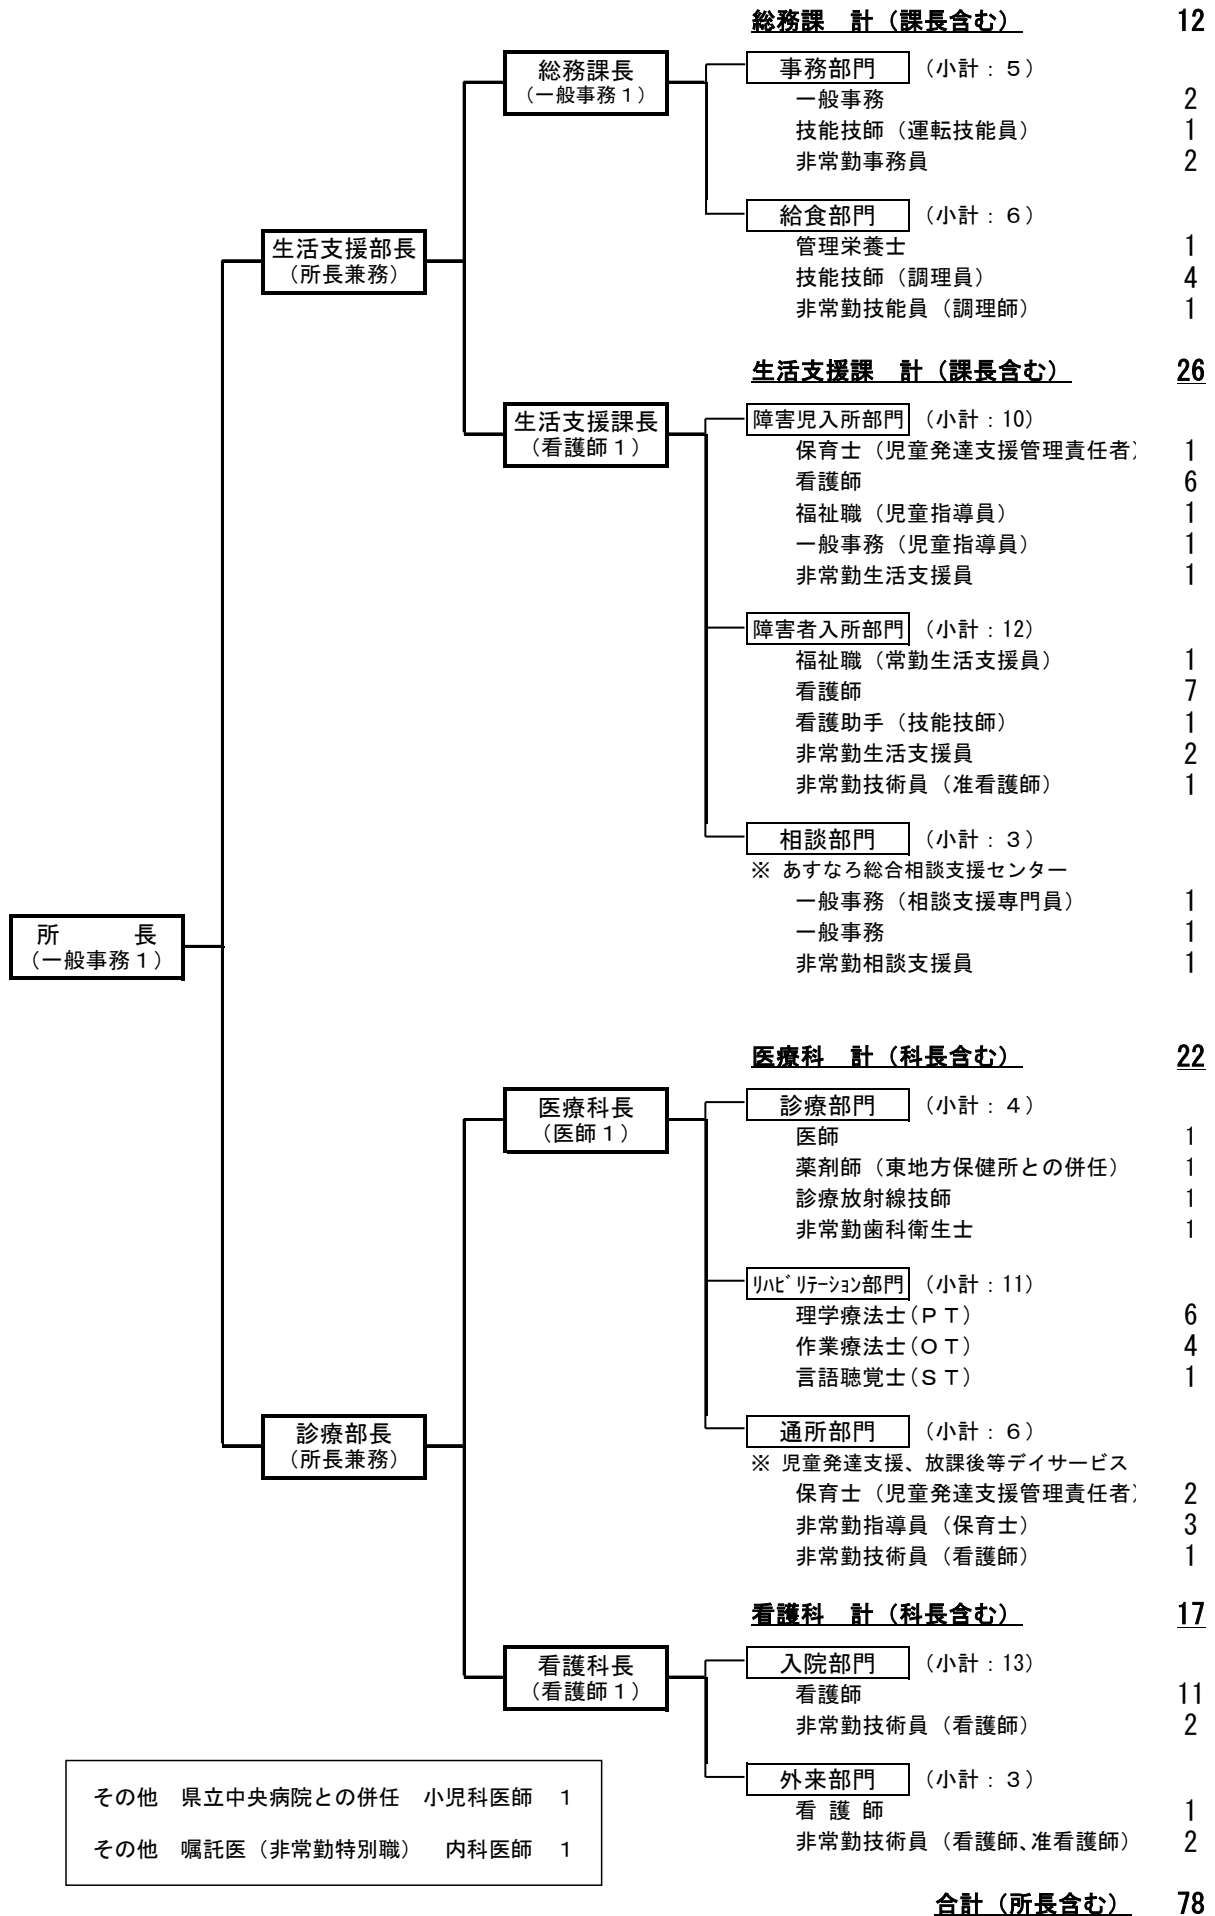 総務課　計（課長含む） 12
総務課長
（一般事務１）
事務部門 （小計：５）
一般事務 2
技能技師（運転技能員） 1
非常勤事務員 2
給食部門 （小計：６）
管理栄養士 1
技能技師（調理員） 4
非常勤技能員（調理師） 1
生活支援部長
（所長兼務）
生活支援課　計（課長含む） 26
生活支援課長
（看護師１）
障害児入所部門 （小計：10）
保育士（児童発達支援管理責任者） 1
看護師 6
福祉職（児童指導員） 1
一般事務（児童指導員） 1
非常勤生活支援員 1
障害者入所部門 （小計：12）
福祉職（常勤生活支援員） 1
看護師 7
看護助手（技能技師） 1
非常勤生活支援員 2
非常勤技術員（准看護師） 1
相談部門 （小計：３）
※ あすなろ総合相談支援センター
一般事務（相談支援専門員） 1
一般事務 1
非常勤相談支援員 1
所　　　長
（一般事務１）
医療科　計（科長含む） 22
医療科長
（医師１）
診療部門 （小計：４）
医師 1
薬剤師（東地方保健所との併任） 1
診療放射線技師 1
非常勤歯科衛生士 1
ﾘﾊﾋﾞﾘﾃｰｼｮﾝ部門 （小計：11）
理学療法士（ＰＴ） 6
作業療法士（ＯＴ） 4
言語聴覚士（ＳＴ） 1
診療部長
（所長兼務）
通所部門 （小計：６）
※ 児童発達支援、放課後等デイサービス
保育士（児童発達支援管理責任者） 2
非常勤指導員（保育士） 3
非常勤技術員（看護師） 1
看護科　計（科長含む） 17
看護科長
（看護師１）
入院部門 （小計：13）
看護師 11
非常勤技術員（看護師） 2
外来部門 （小計：３）
看 護 師 1
非常勤技術員（看護師、准看護師） 2
その他　県立中央病院との併任　小児科医師　１
その他　嘱託医（非常勤特別職）　内科医師　１
合計（所長含む） 78